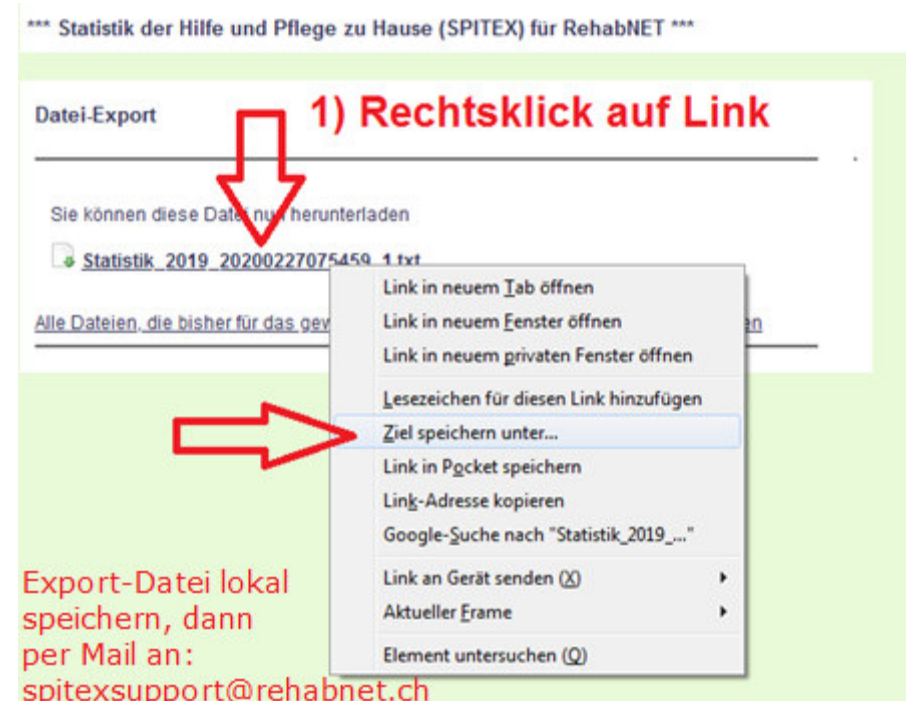 *** Statistik der Hilfe und Pflege zu Hause (SPITEX) für RehabNET ***
Datei-Export
1) Rechtsklick auf Link
Sie können diese Datei nun herunterladen
Statistik_2019_20200227075459_1.txt
Alle Dateien, die bisher für das
Link in neuem Tab öffnen
Link in neuem Fenster öffnen
Link in neuem privaten Fenster öffnen
Lesezeichen für diesen Link hinzufügen
Ziel speichern unter...
Link in Pocket speichern
Link-Adresse kopieren
Google-Suche nach "Statistik_2019_..."
Link an Gerät senden (X)
Aktueller Frame
Element untersuchen (Q)
Export-Datei lokal
speichern, dann
per Mail an:
spitexsupport@rehabnet.ch